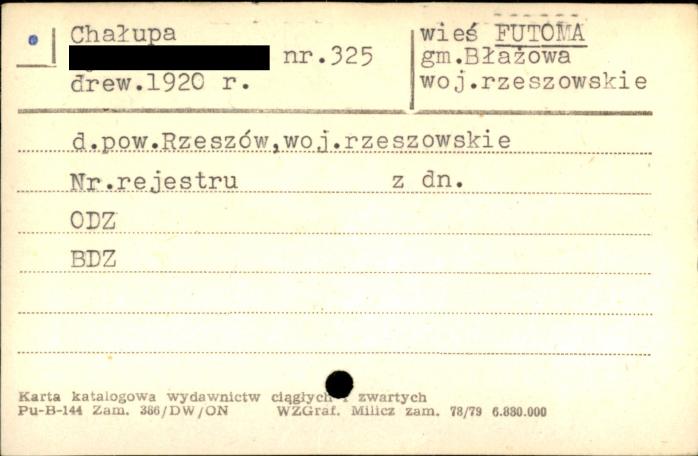 Chałupa
nr.325
drew.1920 r.
wieś FUTOMA
gm.Błażowa
woj.rzeszowskie
d.pow.Rzeszów,woj.rzeszowskie
Nr.rejestru z dn.
ODZ
BDZ
Karta katalogowa wydawnictw ciągłych i zwartych
Pu-B-144 Zam. 386/DW/ON WZGraf. Milicz zam. 78/79 6.880.000